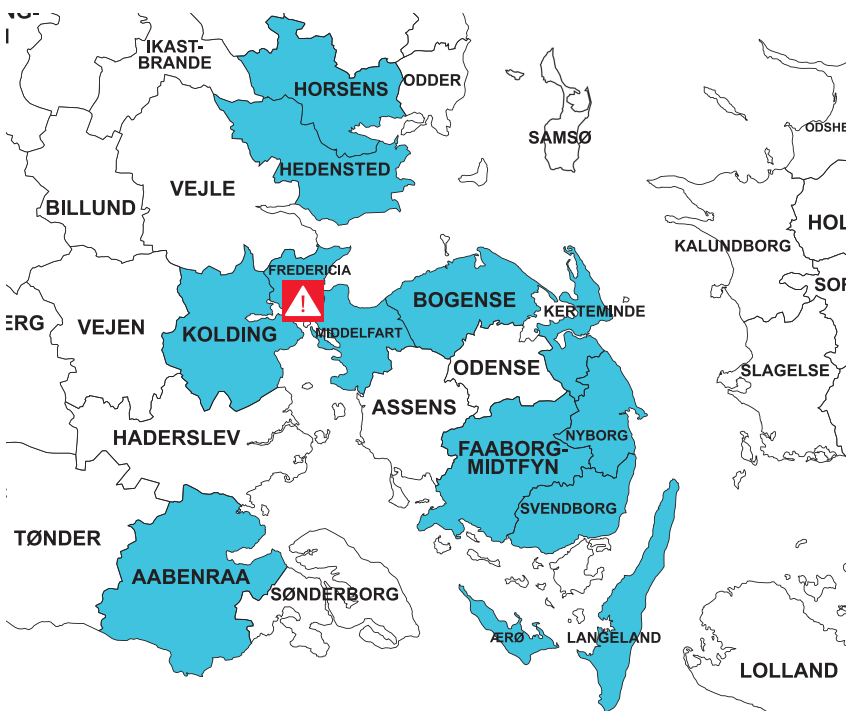 NG-
IKAST-
BRANDE
HORSENS
ODDER
SAMSØ
ODSHE
HEDENSTED
VEJLE
BILLUND
HOL
KALUNDBORG
FREDERICIA
SOR
BOGENSE
KERTEMINDE
ERG
VEJEN
KOLDING
!
MIDDELFART
ODENSE
SLAGELSE
ASSENS
HADERSLEV
NYBORG
FAABORG-
MIDTFYN
SVENDBORG
TØNDER
AABENRAA
SØNDERBORG
ÆRØ
LANGELAND
LOLLAND